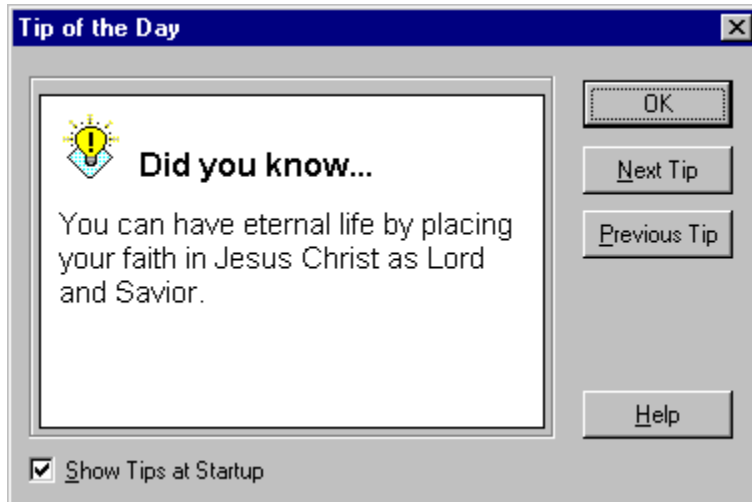 Tip of the Day
Did you know...
You can have eternal life by placing
your faith in Jesus Christ as Lord
and Savior.
OK
Next Tip
Previous Tip
Help
Show Tips at Startup